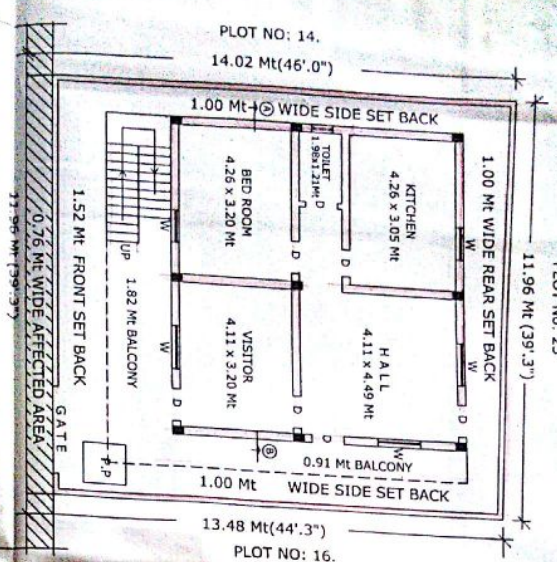 PLOT NO: 14.
14.02 Mt(46'.0")
1.00 Mt
A
WIDE SIDE SET BACK
TOILET
1.98x1.21Mt
D
BED ROOM
4.26 x 3.20 Mt
KITCHEN
4.26 x 3.05 Mt
W
W
D
D
1.00 Mt WIDE REAR SET BACK
11.96 Mt (39'.3")
UP
1.82 Mt BALCONY
1.52 Mt FRONT SET BACK
0.76 Mt WIDE AFFECTED AREA
11.96 Mt (39'.3")
VISITOR
4.11 x 3.20 Mt
HALL
4.11 x 4.49 Mt
W
W
D
D
D
D
W
GATE
P.P
B
0.91 Mt BALCONY
1.00 Mt
WIDE SIDE SET BACK
13.48 Mt(44'.3")
PLOT NO: 16.